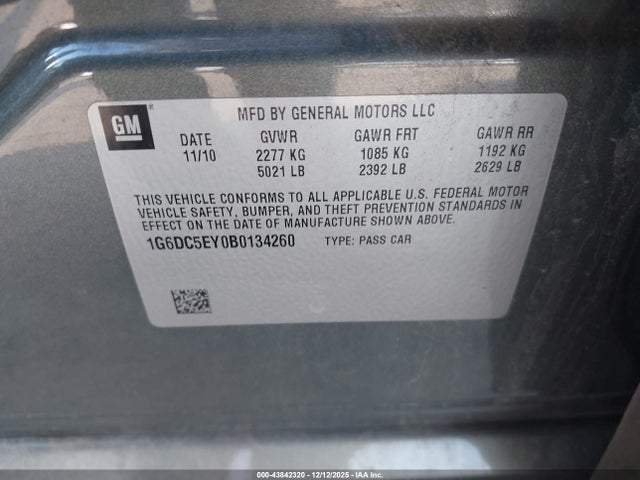 GM
MFD BY GENERAL MOTORS LLC
DATE GVWR GAWR FRT GAWR RR
11/10 2277 KG 1085 KG 1192 KG
5021 LB 2392 LB 2629 LB
THIS VEHICLE CONFORMS TO ALL APPLICABLE U.S. FEDERAL MOTOR
VEHICLE SAFETY, BUMPER, AND THEFT PREVENTION STANDARDS IN
EFFECT ON THE DATE OF MANUFACTURE SHOWN ABOVE.
1G6DC5EY0B0134260 TYPE: PASS CAR
000-43842320 - 12/12/2025 - IAAI.COM